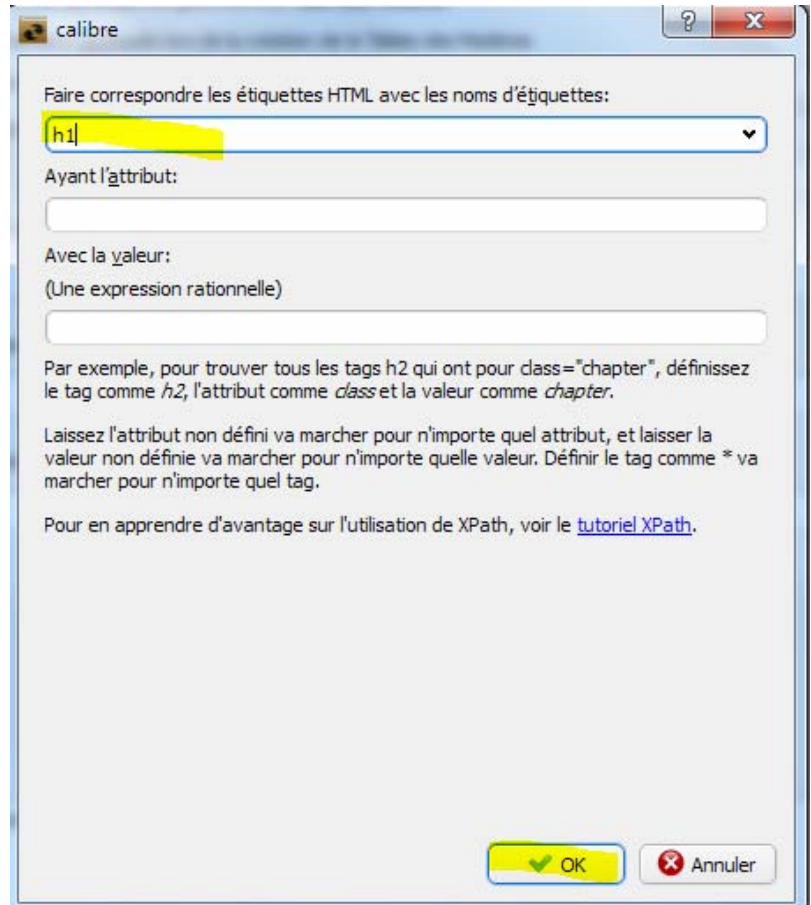 calibre
Faire correspondre les étiquettes HTML avec les noms d'étiquettes:
h1
Ayant l'attribut:
Avec la valeur:
(Une expression rationnelle)
Par exemple, pour trouver tous les tags h2 qui ont pour class="chapter", définissez
le tag comme h2, l'attribut comme class et la valeur comme chapter.
Laissez l'attribut non défini va marcher pour n'importe quel attribut, et laisser la
valeur non définie va marcher pour n'importe quelle valeur. Définir le tag comme * va
marcher pour n'importe quel tag.
Pour en apprendre d'avantage sur l'utilisation de XPath, voir le tutoriel XPath.
OK
Annuler